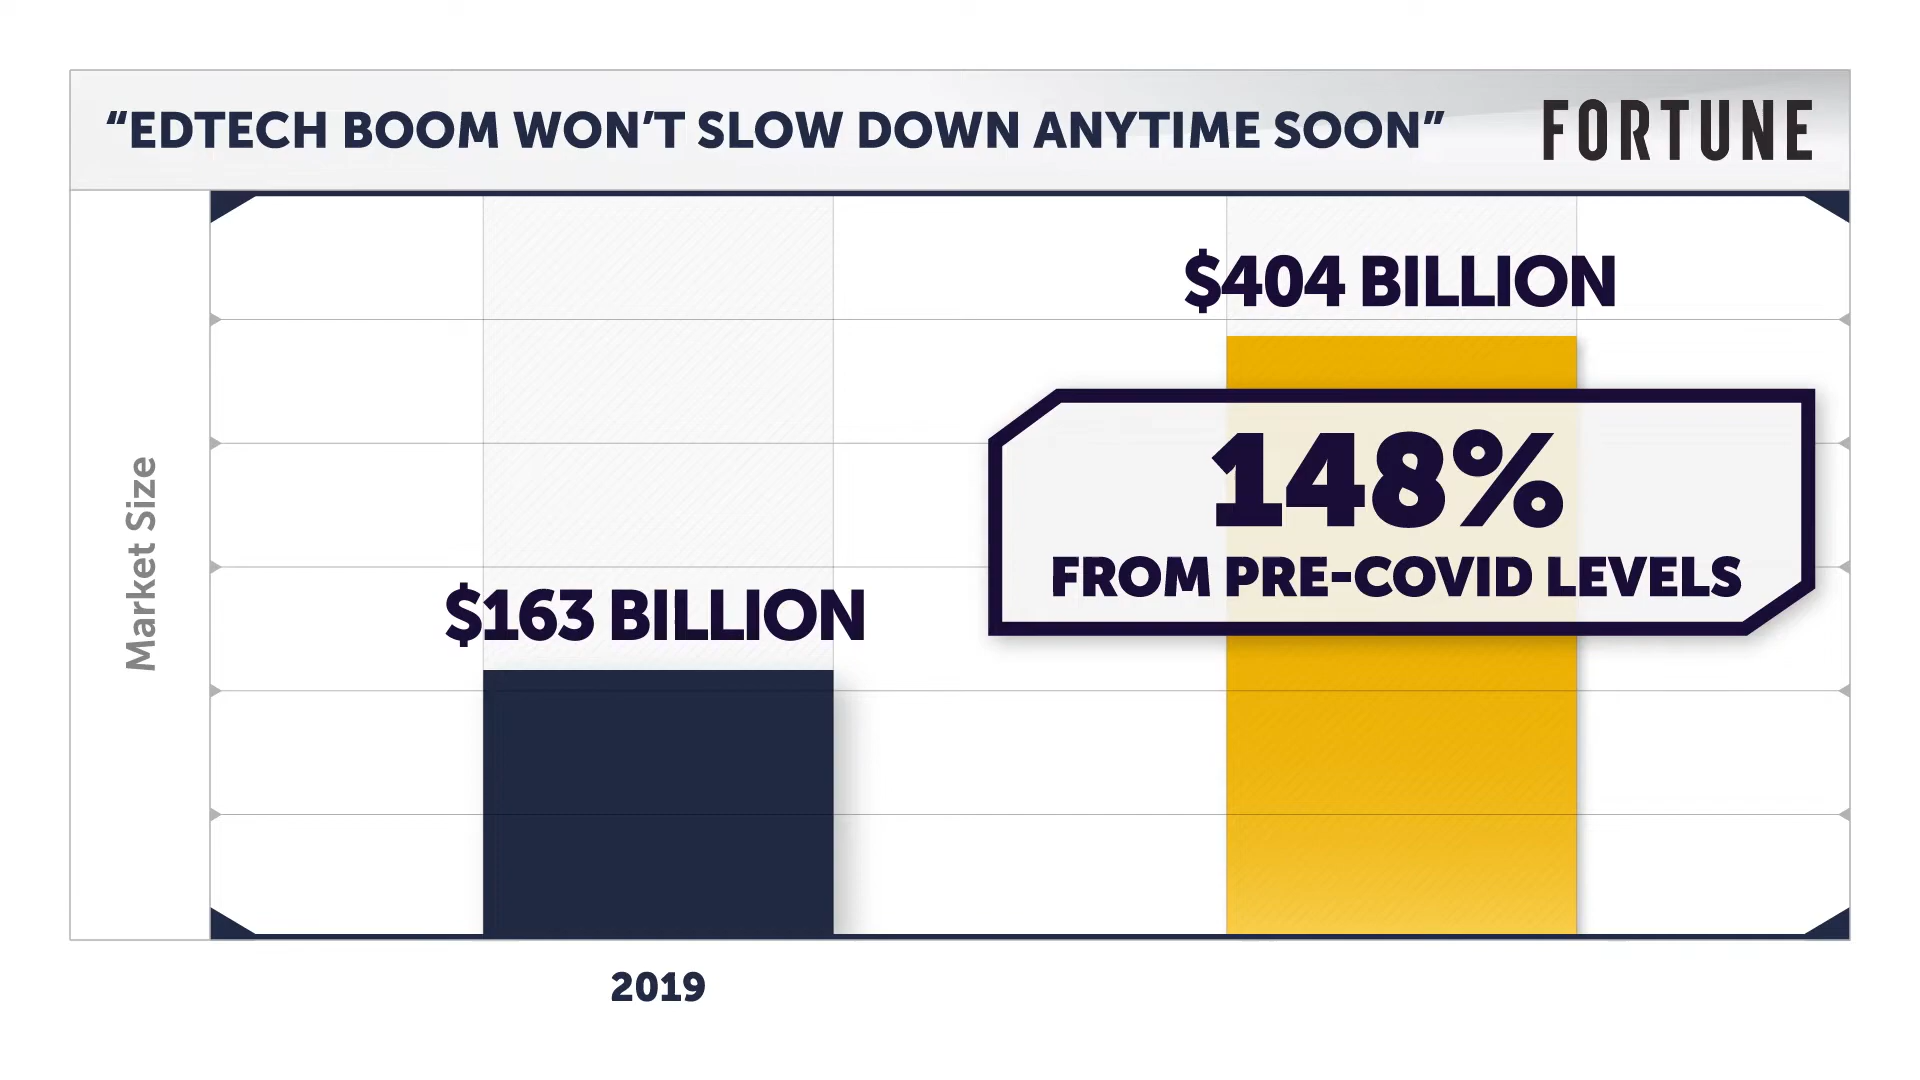 “EDTECH BOOM WON’T SLOW DOWN ANYTIME SOON” FORTUNE
$404 BILLION
148%
FROM PRE-COVID LEVELS
$163 BILLION
Market Size
2019